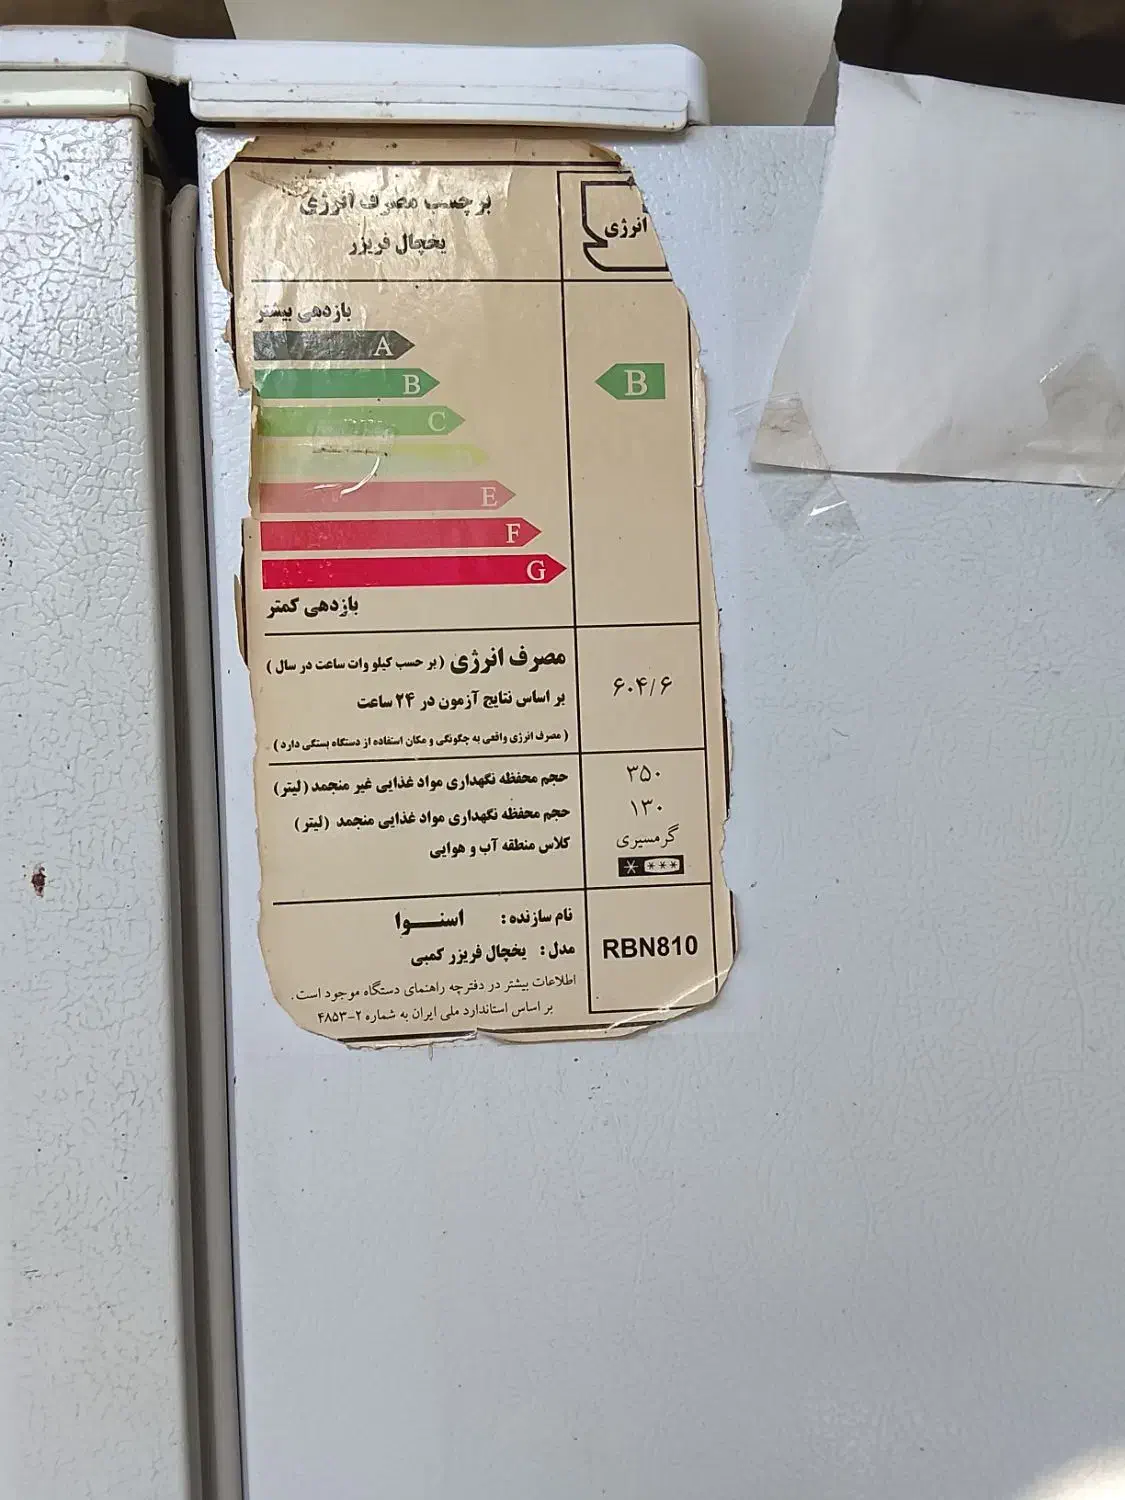 برچسب مصرف انرژی
یخچال فریزر
انرژی
بازدهی بیشتر
A
B
B
C
E
F
G
بازدهی کمتر
مصرف انرژی (بر حسب کیلو وات ساعت در سال)
بر اساس نتایج آزمون در ۲۴ ساعت
(مصرف انرژی واقعی به چگونگی و مکان استفاده از دستگاه بستگی دارد)
۶۰۴/۶
حجم محفظه نگهداری مواد غذایی غیر منجمد (لیتر) ۳۵۰
حجم محفظه نگهداری مواد غذایی منجمد (لیتر) ۱۳۰
کلاس منطقه آب و هوایی گرمسیری
نام سازنده : اسنــوا
مدل : یخچال فریزر کمبی RBN810
اطلاعات بیشتر در دفترچه راهنمای دستگاه موجود است.
بر اساس استاندارد ملی ایران به شماره ۲-۴۸۵۳